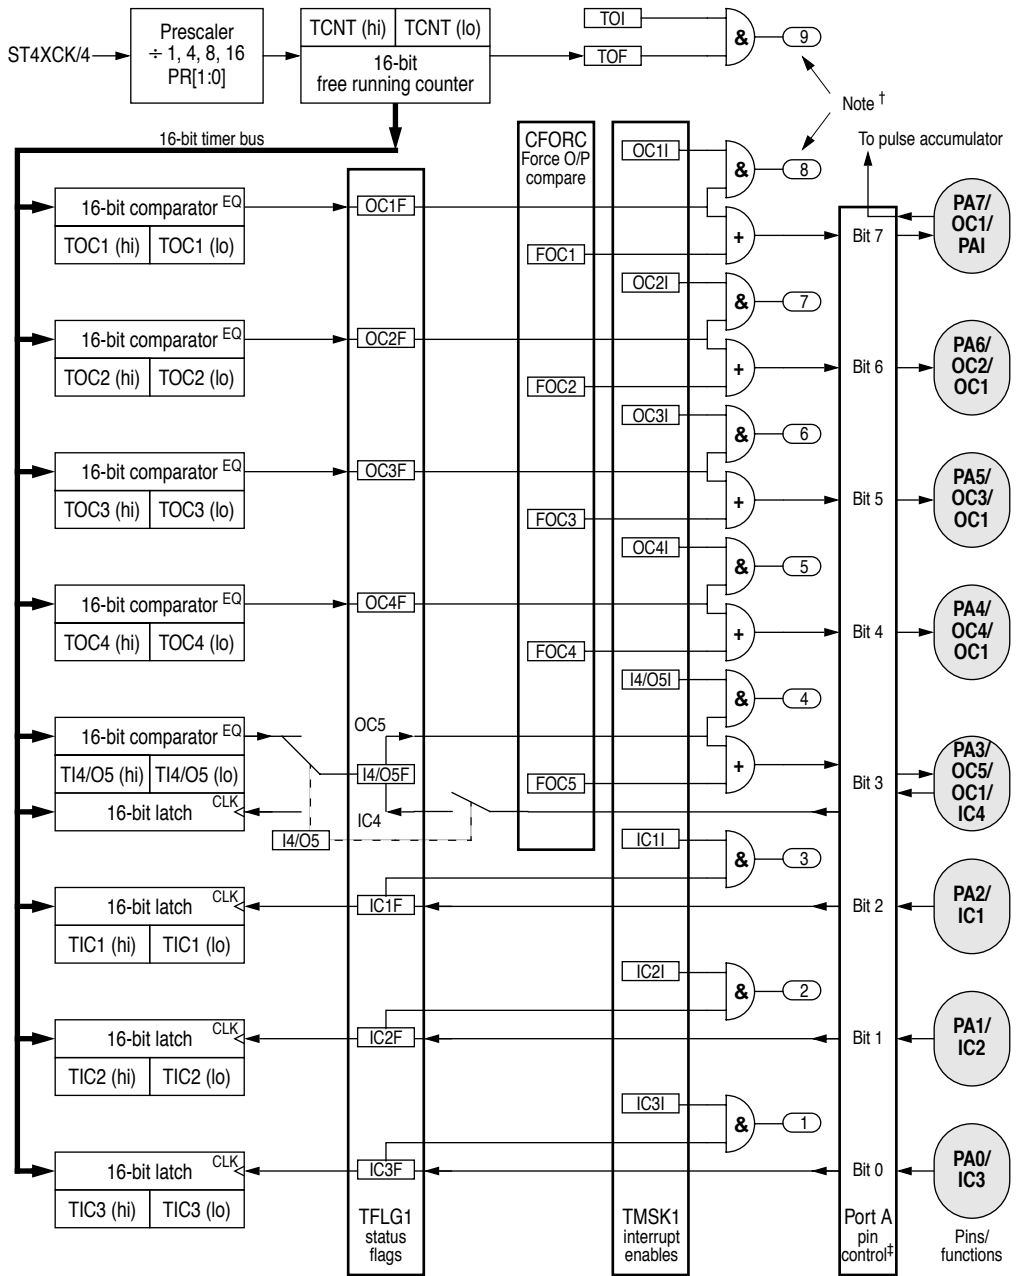 ST4XCK/4
Prescaler
÷ 1, 4, 8, 16
PR[1:0]
TCNT (hi) TCNT (lo)
16-bit
free running counter
TOI
TOF
&
9
Note †
16-bit timer bus
CFORC
Force O/P
compare
OC1I
&
8
To pulse accumulator
16-bit comparator EQ
TOC1 (hi) TOC1 (lo)
OC1F
FOC1
+
Bit 7
PA7/
OC1/
PAI
OC2I
&
7
16-bit comparator EQ
TOC2 (hi) TOC2 (lo)
OC2F
FOC2
+
Bit 6
PA6/
OC2/
OC1
OC3I
&
6
16-bit comparator EQ
TOC3 (hi) TOC3 (lo)
OC3F
FOC3
+
Bit 5
PA5/
OC3/
OC1
OC4I
&
5
16-bit comparator EQ
TOC4 (hi) TOC4 (lo)
OC4F
FOC4
+
Bit 4
PA4/
OC4/
OC1
I4/O5I
&
4
16-bit comparator EQ
TI4/O5 (hi) TI4/O5 (lo)
16-bit latch CLK
OC5
I4/O5F
IC4
I4/O5
FOC5
+
Bit 3
PA3/
OC5/
OC1/
IC4
IC1I
&
3
16-bit latch CLK
TIC1 (hi) TIC1 (lo)
IC1F
Bit 2
PA2/
IC1
IC2I
&
2
16-bit latch CLK
TIC2 (hi) TIC2 (lo)
IC2F
Bit 1
PA1/
IC2
IC3I
&
1
16-bit latch CLK
TIC3 (hi) TIC3 (lo)
IC3F
Bit 0
PA0/
IC3
TFLG1
status
flags
TMSK1
interrupt
enables
Port A
pin
control‡
Pins/
functions